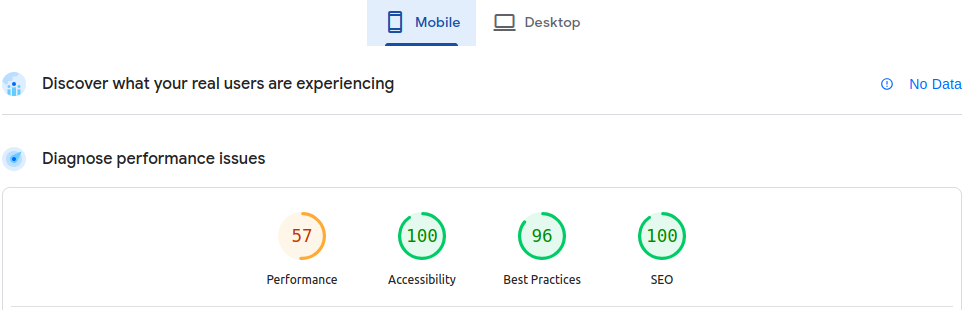 Mobile Desktop
Discover what your real users are experiencing No Data
Diagnose performance issues
57 100 96 100
Performance Accessibility Best Practices SEO